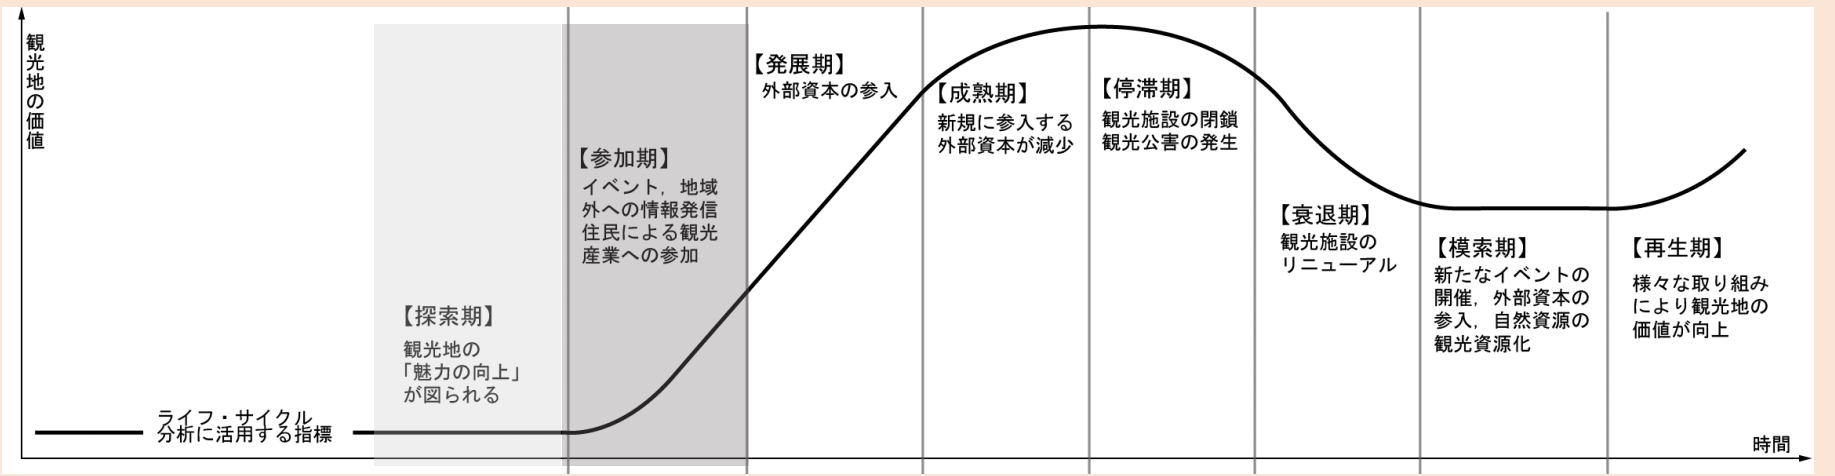 観光地の価値
【発展期】
外部資本の参入
【成熟期】
新規に参入する
外部資本が減少
【停滞期】
観光施設の閉鎖
観光公害の発生
【参加期】
イベント，地域
外への情報発信
住民による観光
産業への参加
【衰退期】
観光施設の
リニューアル
【模索期】
新たなイベントの
開催，外部資本の
参入，自然資源の
観光資源化
【再生期】
様々な取り組み
により観光地の
価値が向上
【探索期】
観光地の
「魅力の向上」
が図られる
ライフ・サイクル
分析に活用する指標
時間